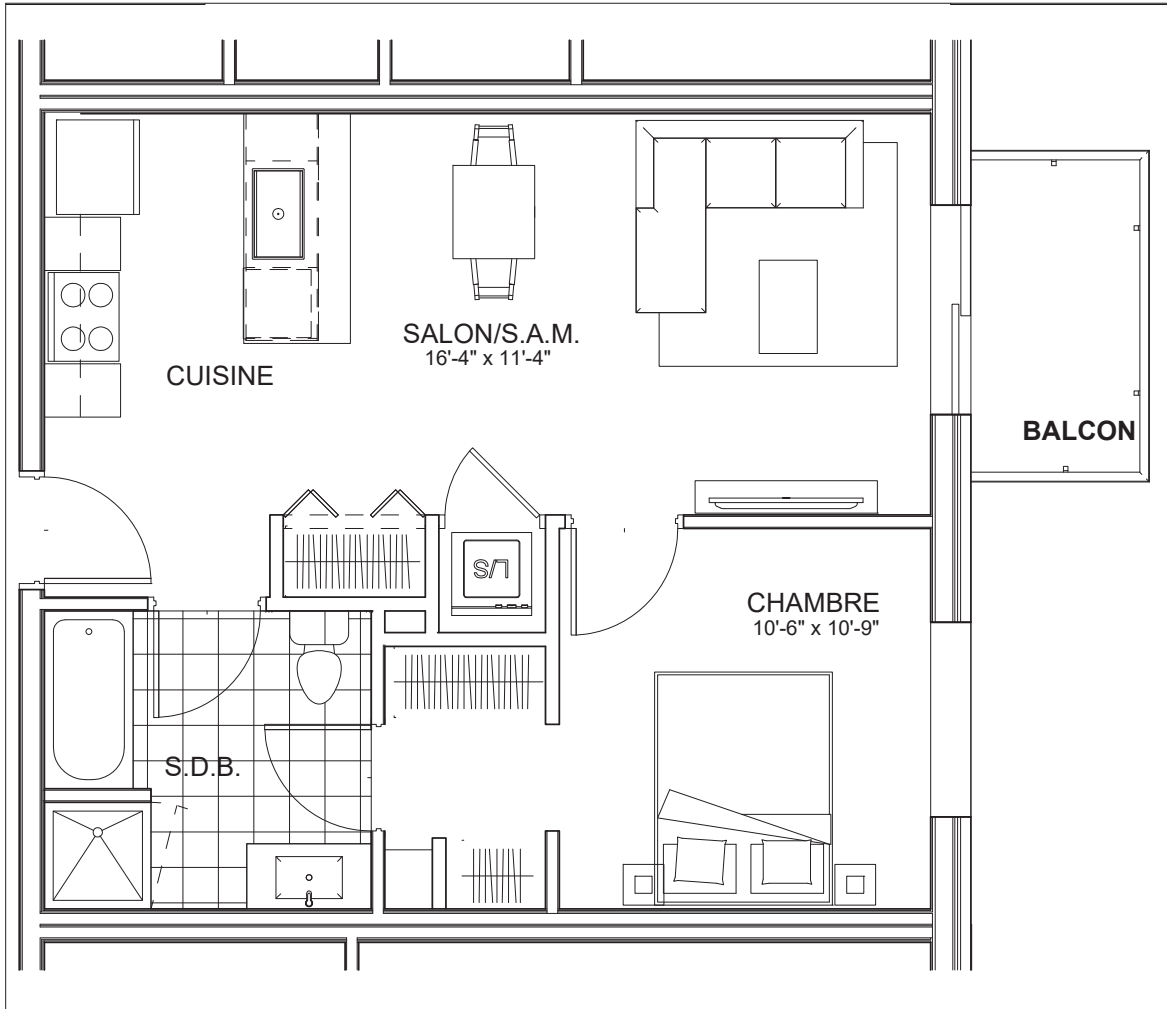 SALON/S.A.M.
16'-4" x 11'-4"
CUISINE
BALCON
L/S
CHAMBRE
10'-6" x 10'-9"
S.D.B.